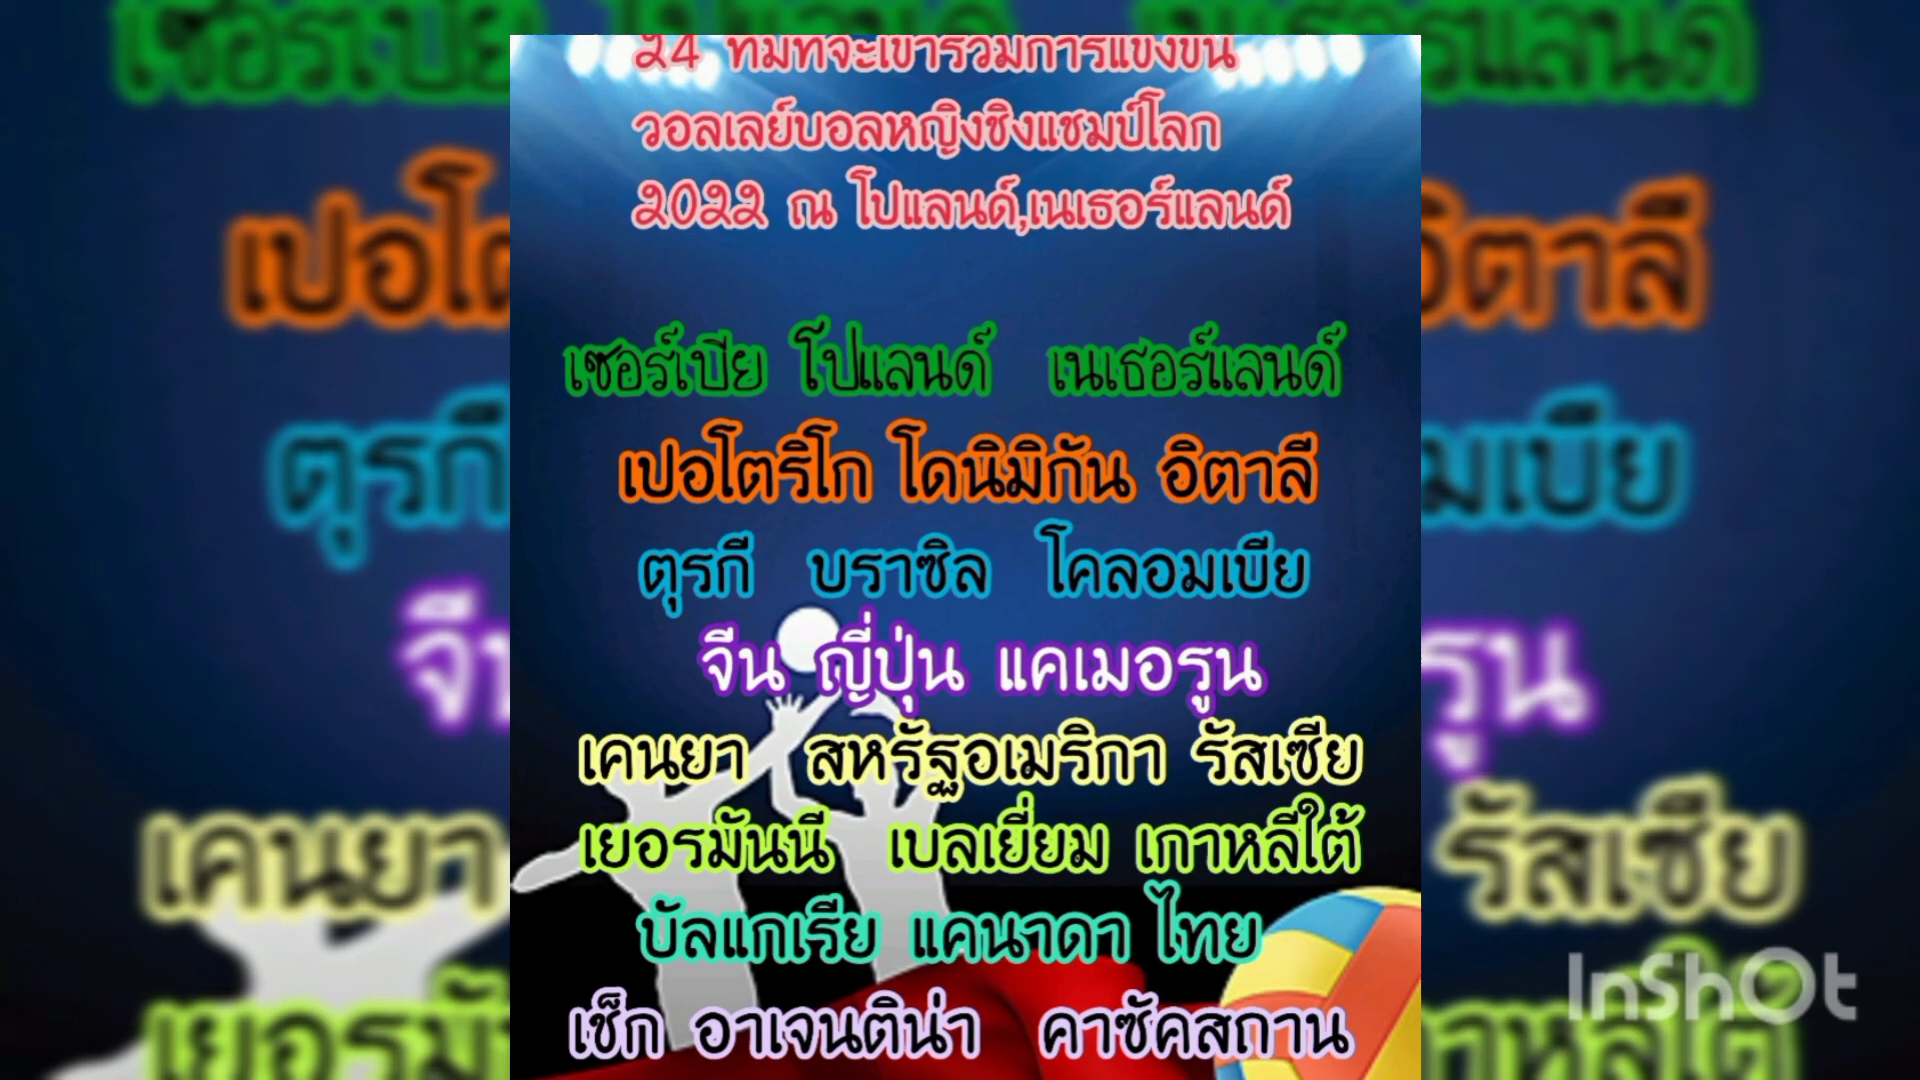 24 ทีมที่จะเข้าร่วมการแข่งขัน
วอลเลย์บอลหญิงชิงแชมป์โลก
2022 ณ โปแลนด์,เนเธอร์แลนด์
เซอร์เบีย โปแลนด์ เนเธอร์แลนด์
เปอโตริโก โดนิมิกัน อิตาลี
ตุรกี บราซิล โคลอมเบีย
จีน ญี่ปุ่น แคเมอรูน
เคนยา สหรัฐอเมริกา รัสเซีย
เยอรมันนี เบลเยี่ยม เกาหลีใต้
บัลแกเรีย แคนาดา ไทย
เช็ก อาเจนติน่า คาซัคสถาน
InShOt